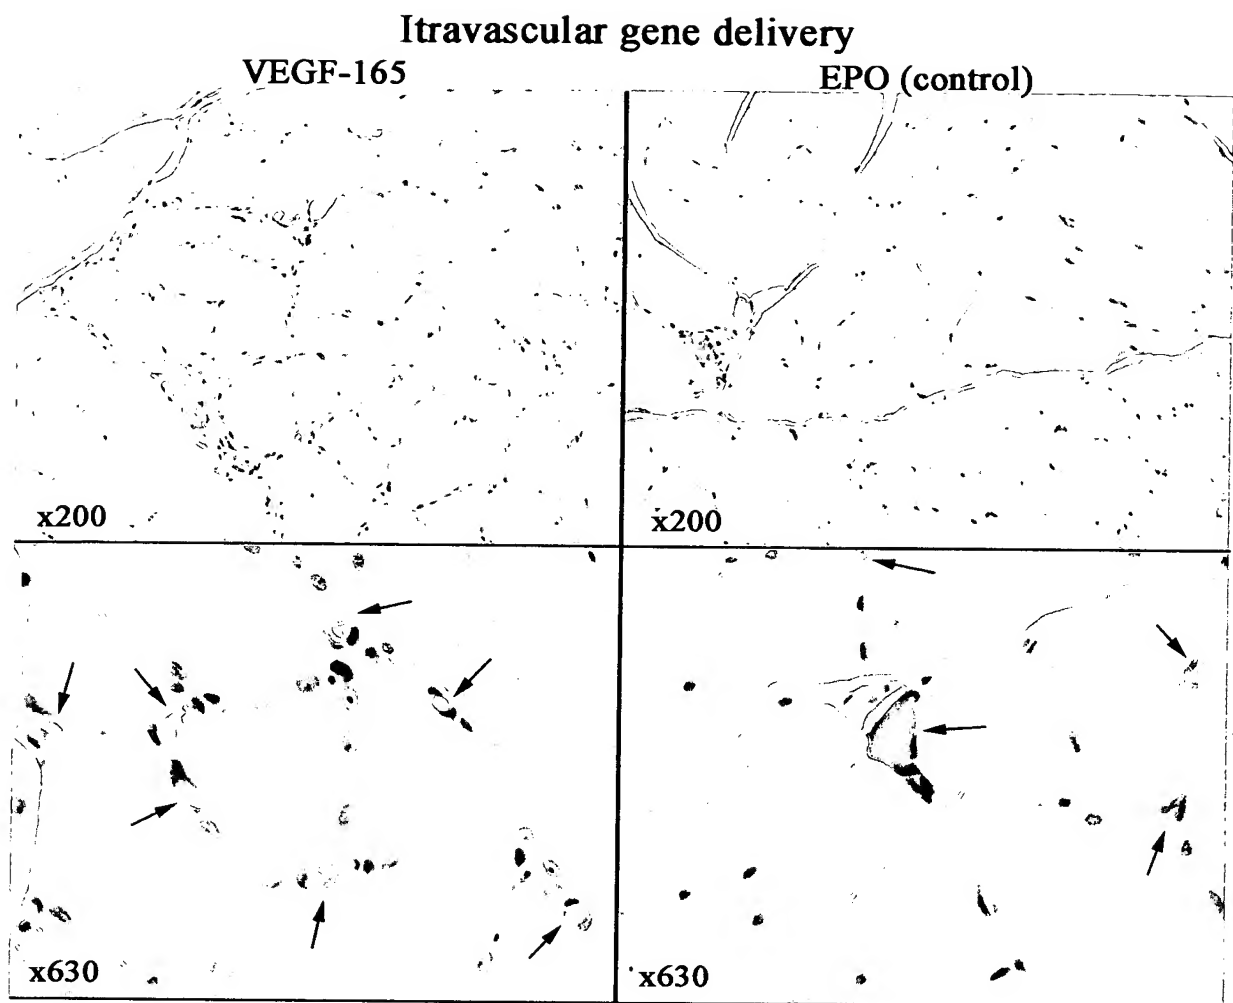 Itravascular gene delivery
VEGF-165
EPO (control)
x200
x200
x630
x630